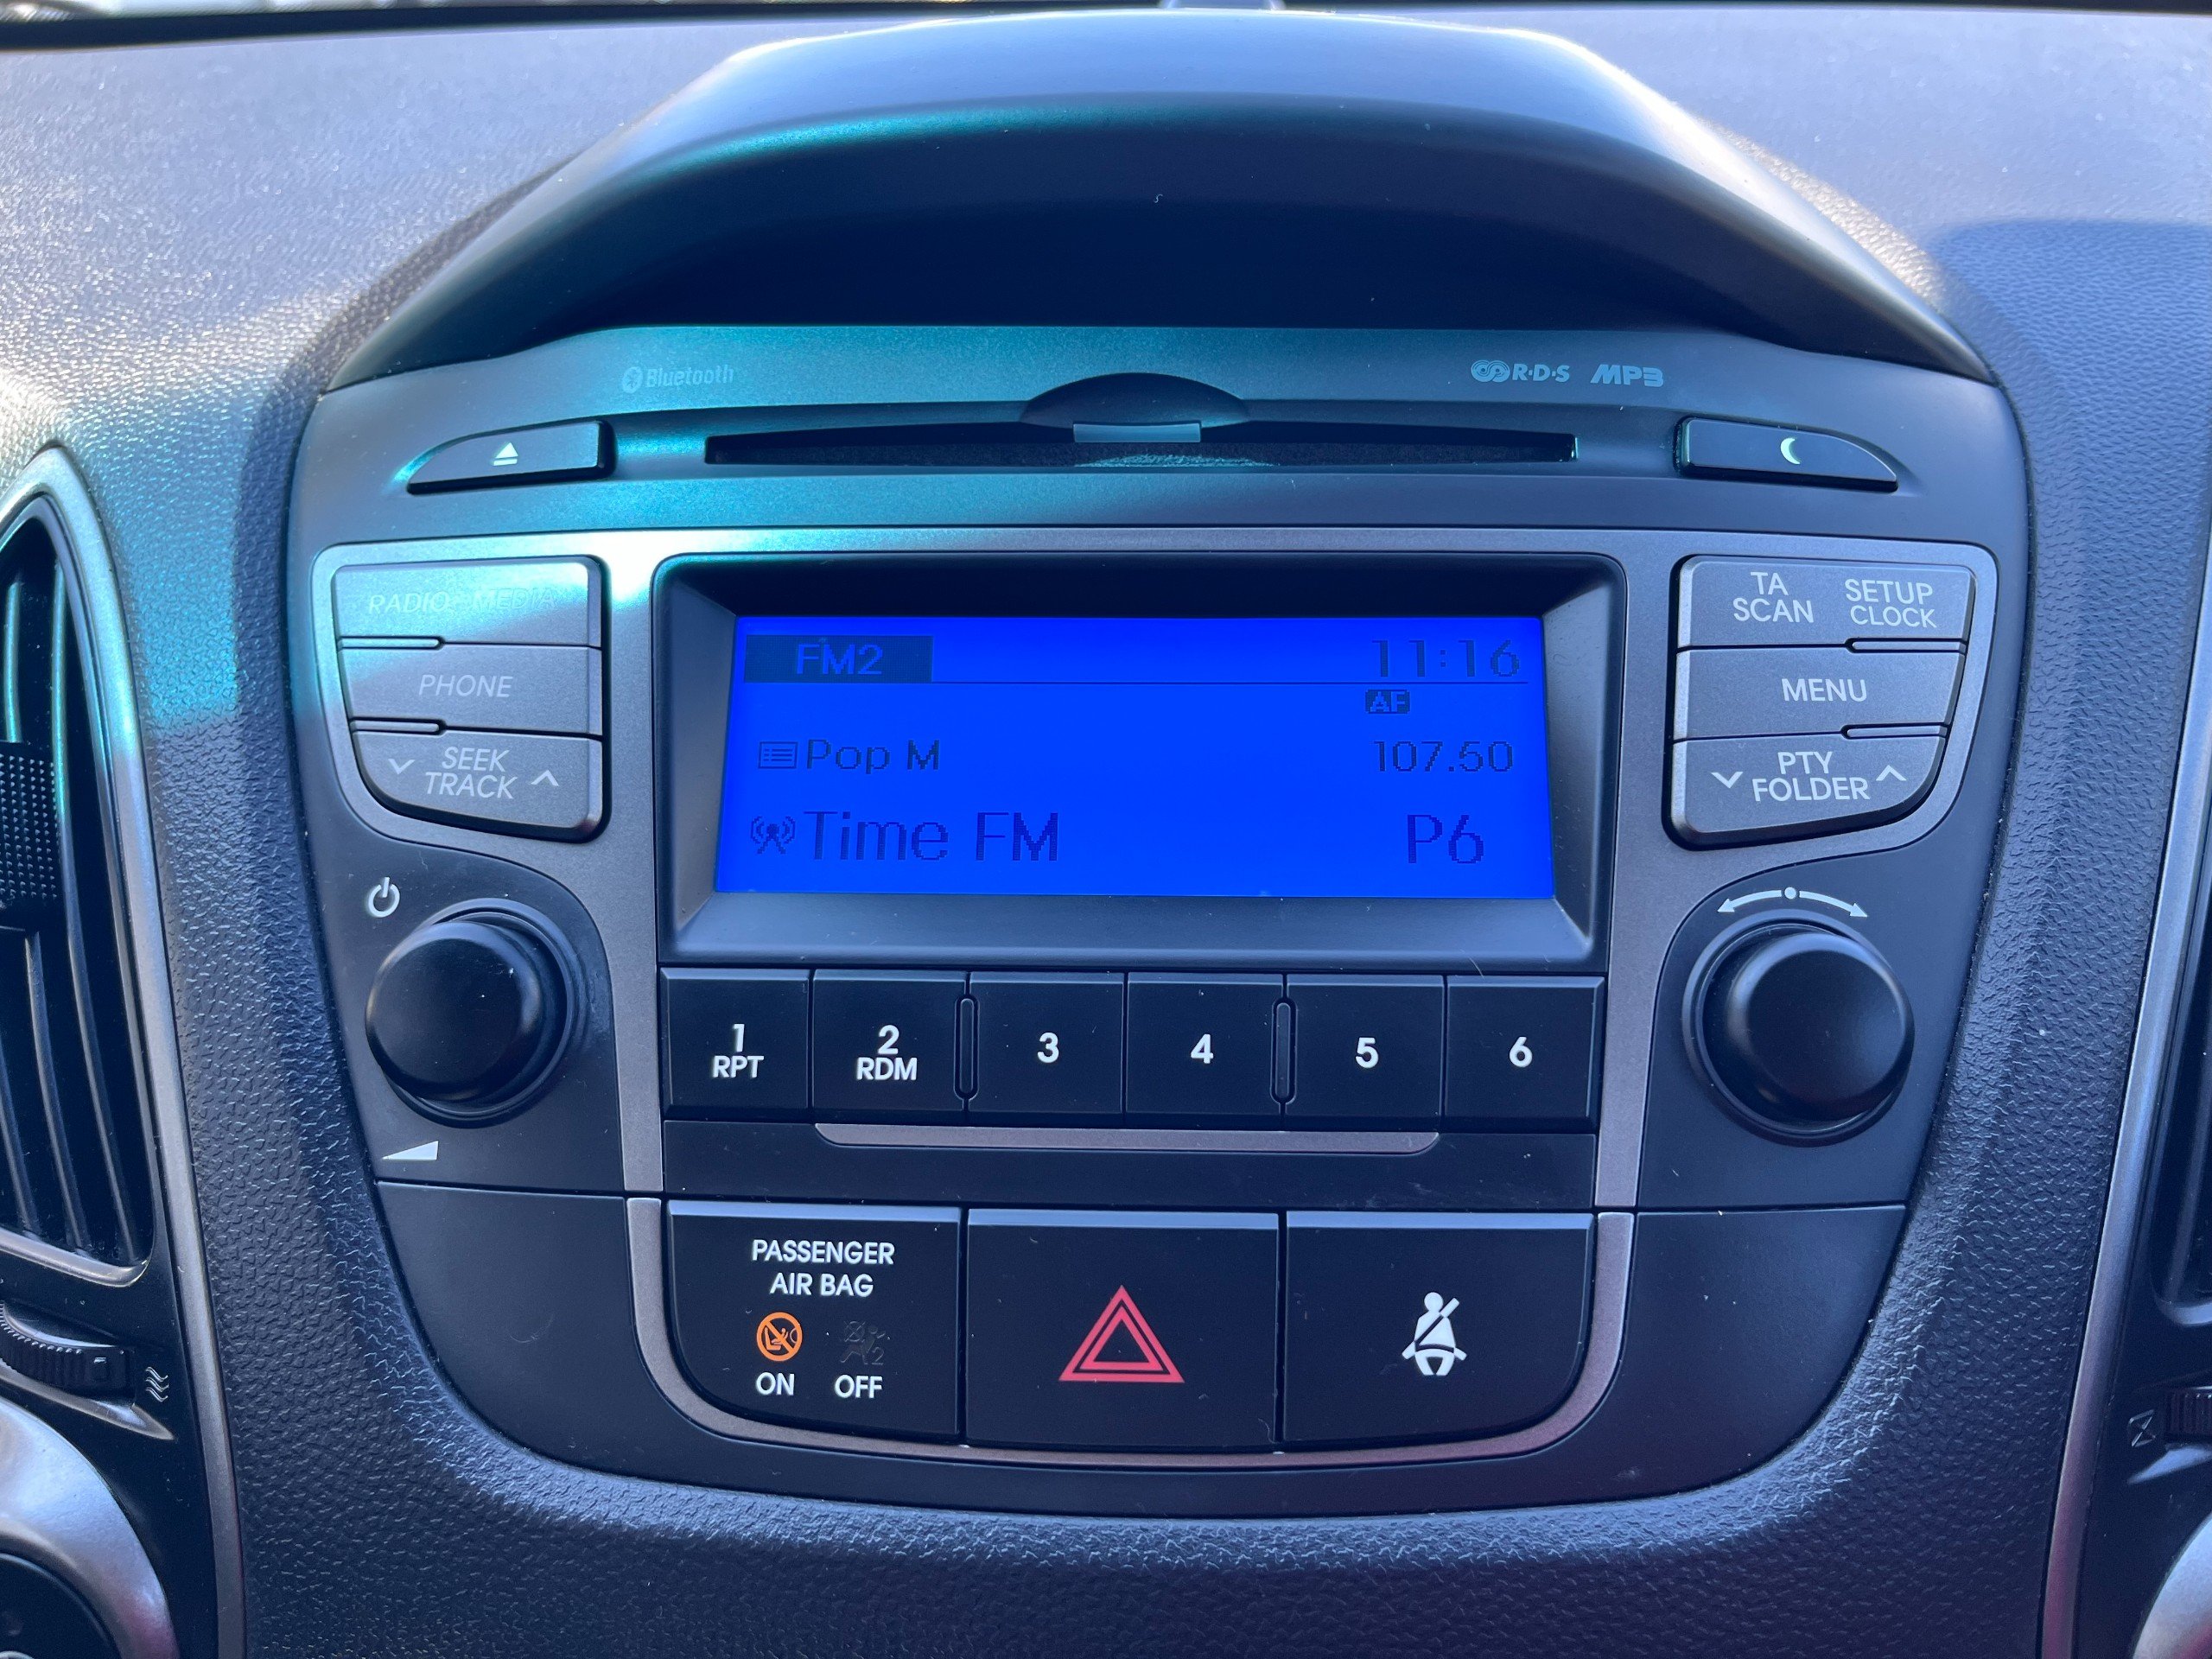 Bluetooth
R·D·S MP3
RADIO MEDIA
PHONE
SEEK
TRACK
FM2 11:16
AF
Pop M 107.50
Time FM P6
TA
SCAN
SETUP
CLOCK
MENU
PTY
FOLDER
1
RPT
2
RDM
3
4
5
6
PASSENGER
AIR BAG
ON OFF